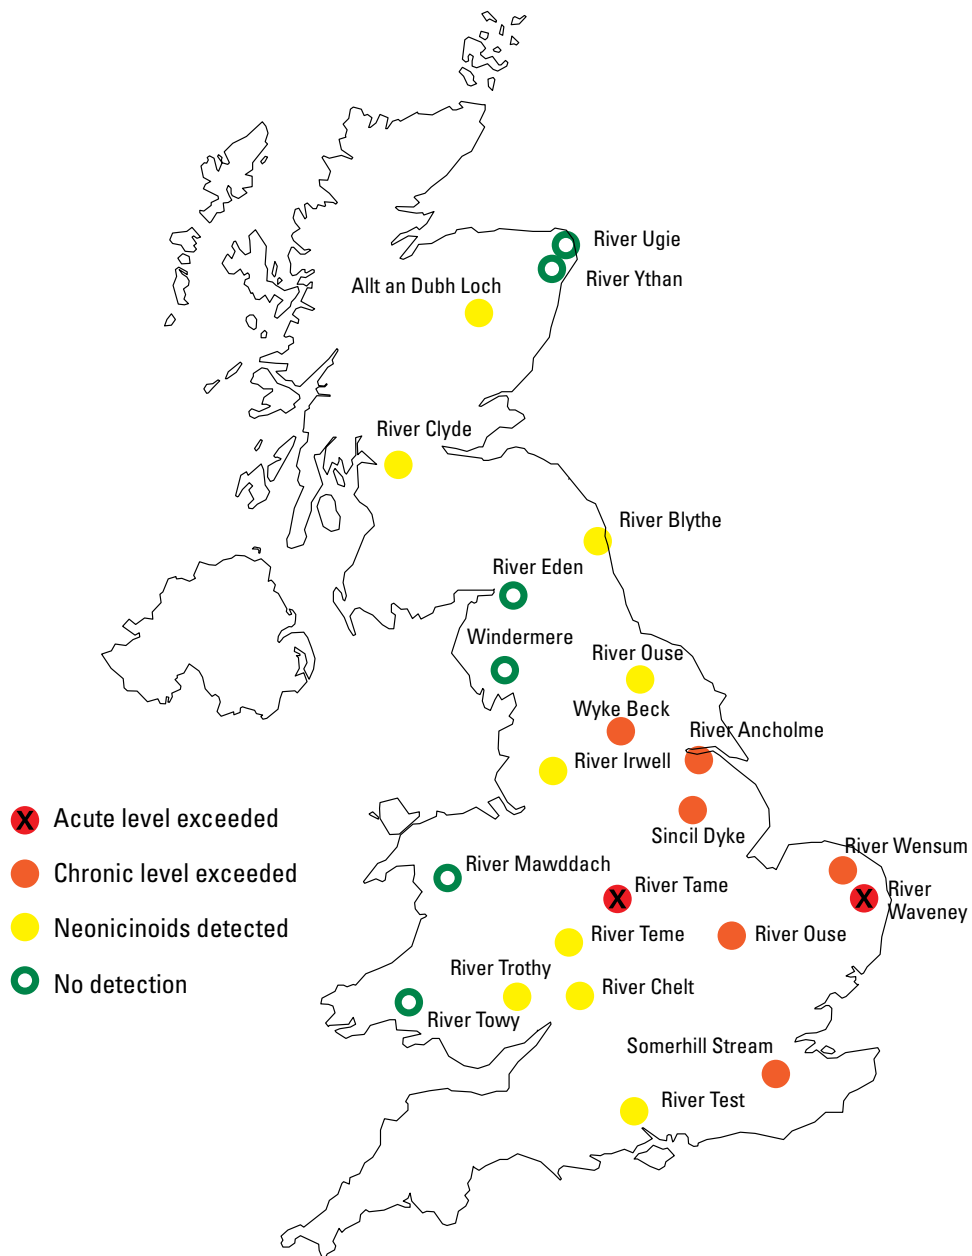 River Ugie
River Ythan
Allt an Dubh Loch
River Clyde
River Blythe
River Eden
Windermere
River Ouse
Wyke Beck
River Ancholme
River Irwell
X Acute level exceeded
Sincil Dyke
River Wensum
Chronic level exceeded
River Mawddach
X River Tame
X River
Waveney
Neonicinoids detected
River Teme
River Ouse
No detection
River Trothy
River Chelt
River Towy
Somerhill Stream
River Test